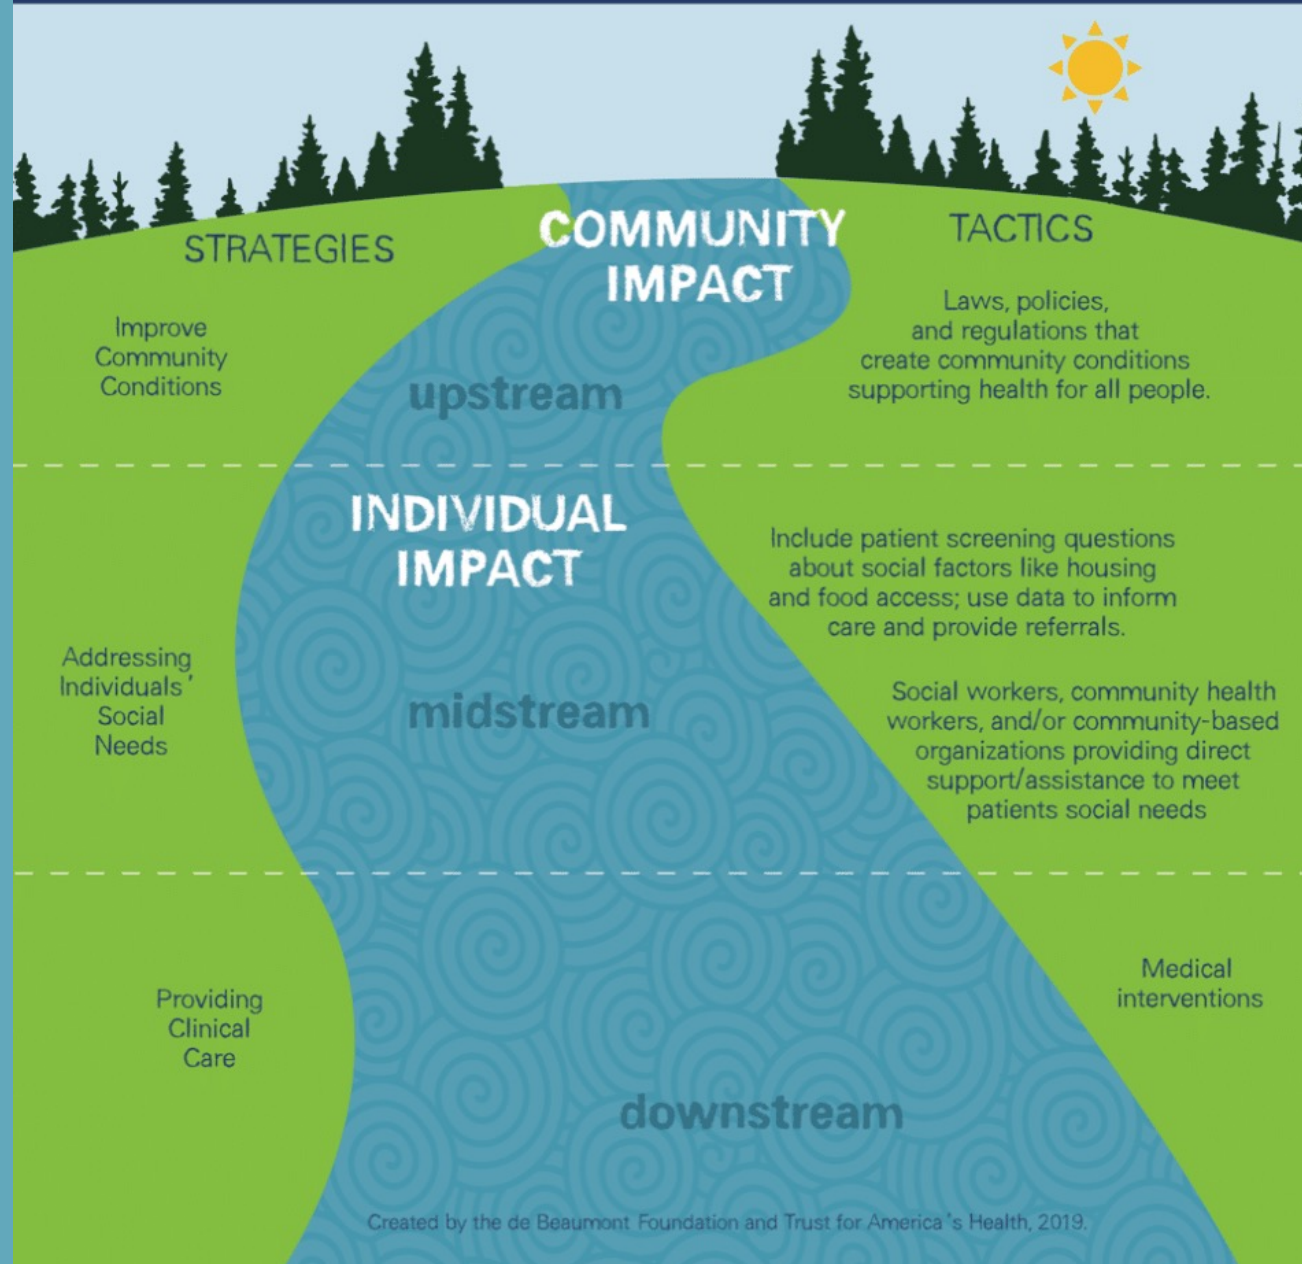 STRATEGIES
COMMUNITY
IMPACT
TACTICS
Improve
Community
Conditions
upstream
Laws, policies,
and regulations that
create community conditions
supporting health for all people.
INDIVIDUAL
IMPACT
Addressing
Individuals'
Social
Needs
midstream
Include patient screening questions
about social factors like housing
and food access; use data to inform
care and provide referrals.
Social workers, community health
workers, and/or community-based
organizations providing direct
support/assistance to meet
patients social needs
Providing
Clinical
Care
downstream
Medical
interventions
Created by the de Beaumont Foundation and Trust for America's Health, 2019.